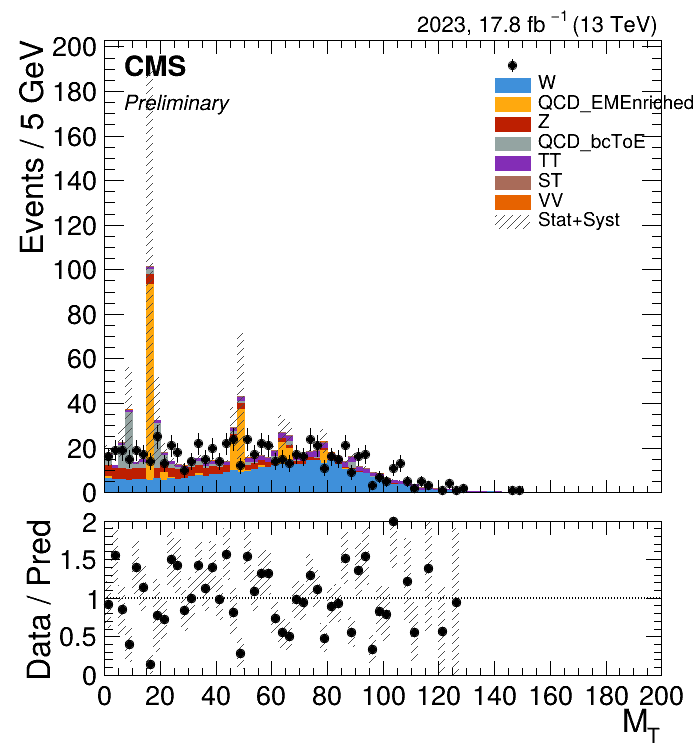 2023, 17.8 fb⁻¹ (13 TeV)
Events / 5 GeV
200
180
160
140
120
100
80
60
40
20
0
CMS
Preliminary
W
QCD_EMEnriched
Z
QCD_bcToE
TT
ST
VV
Stat+Syst
Data / Pred
2
1.5
1
0.5
0
0 20 40 60 80 100 120 140 160 180 200
M_T